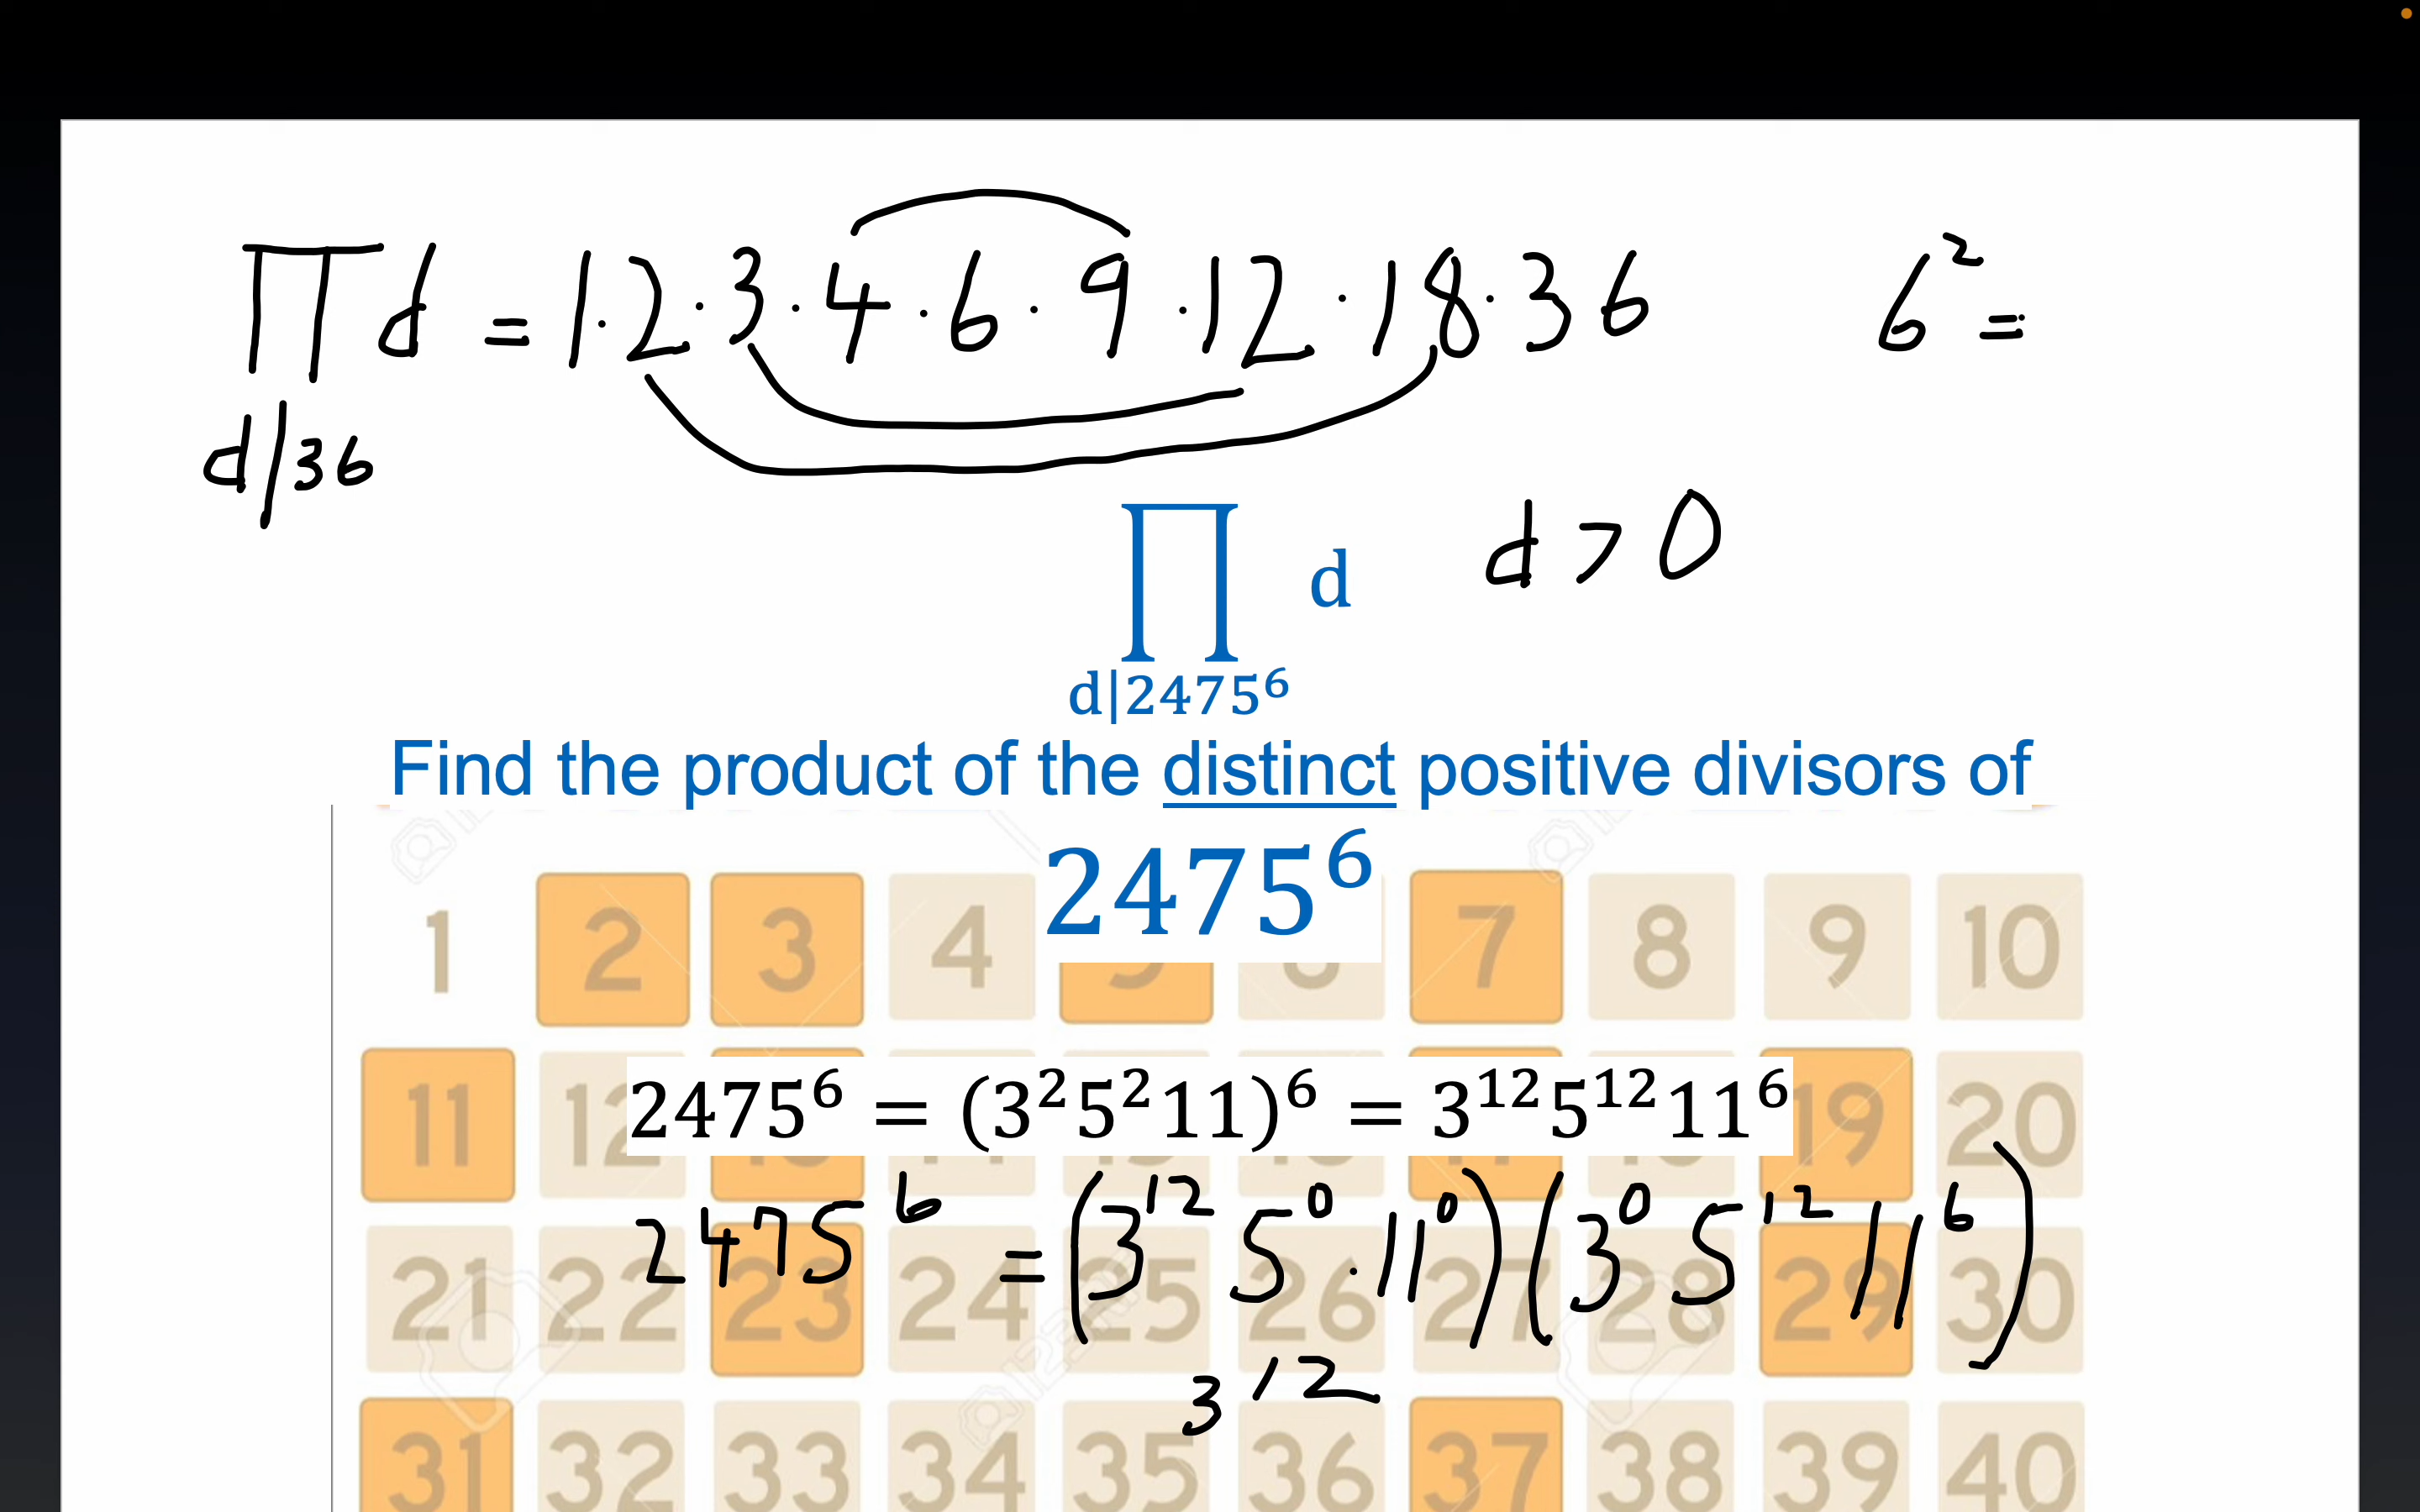 ∏ d = 1·2·3·4·6·9·12·18·36 6² =
d|36
∏ d d > 0
d|2475⁶
Find the product of the distinct positive divisors of
2475⁶
1 2 3 4 7 8 9 10
2475⁶ = (3²5²11)⁶ = 3¹²5¹²11⁶
11 12 19 20
2475⁶ = (3¹² 5⁰·11⁰)(3⁰ 5¹² 11⁶)
21 22 23 24 25 26 27 28 29 30
3¹²
31 32 33 34 35 36 37 38 39 40